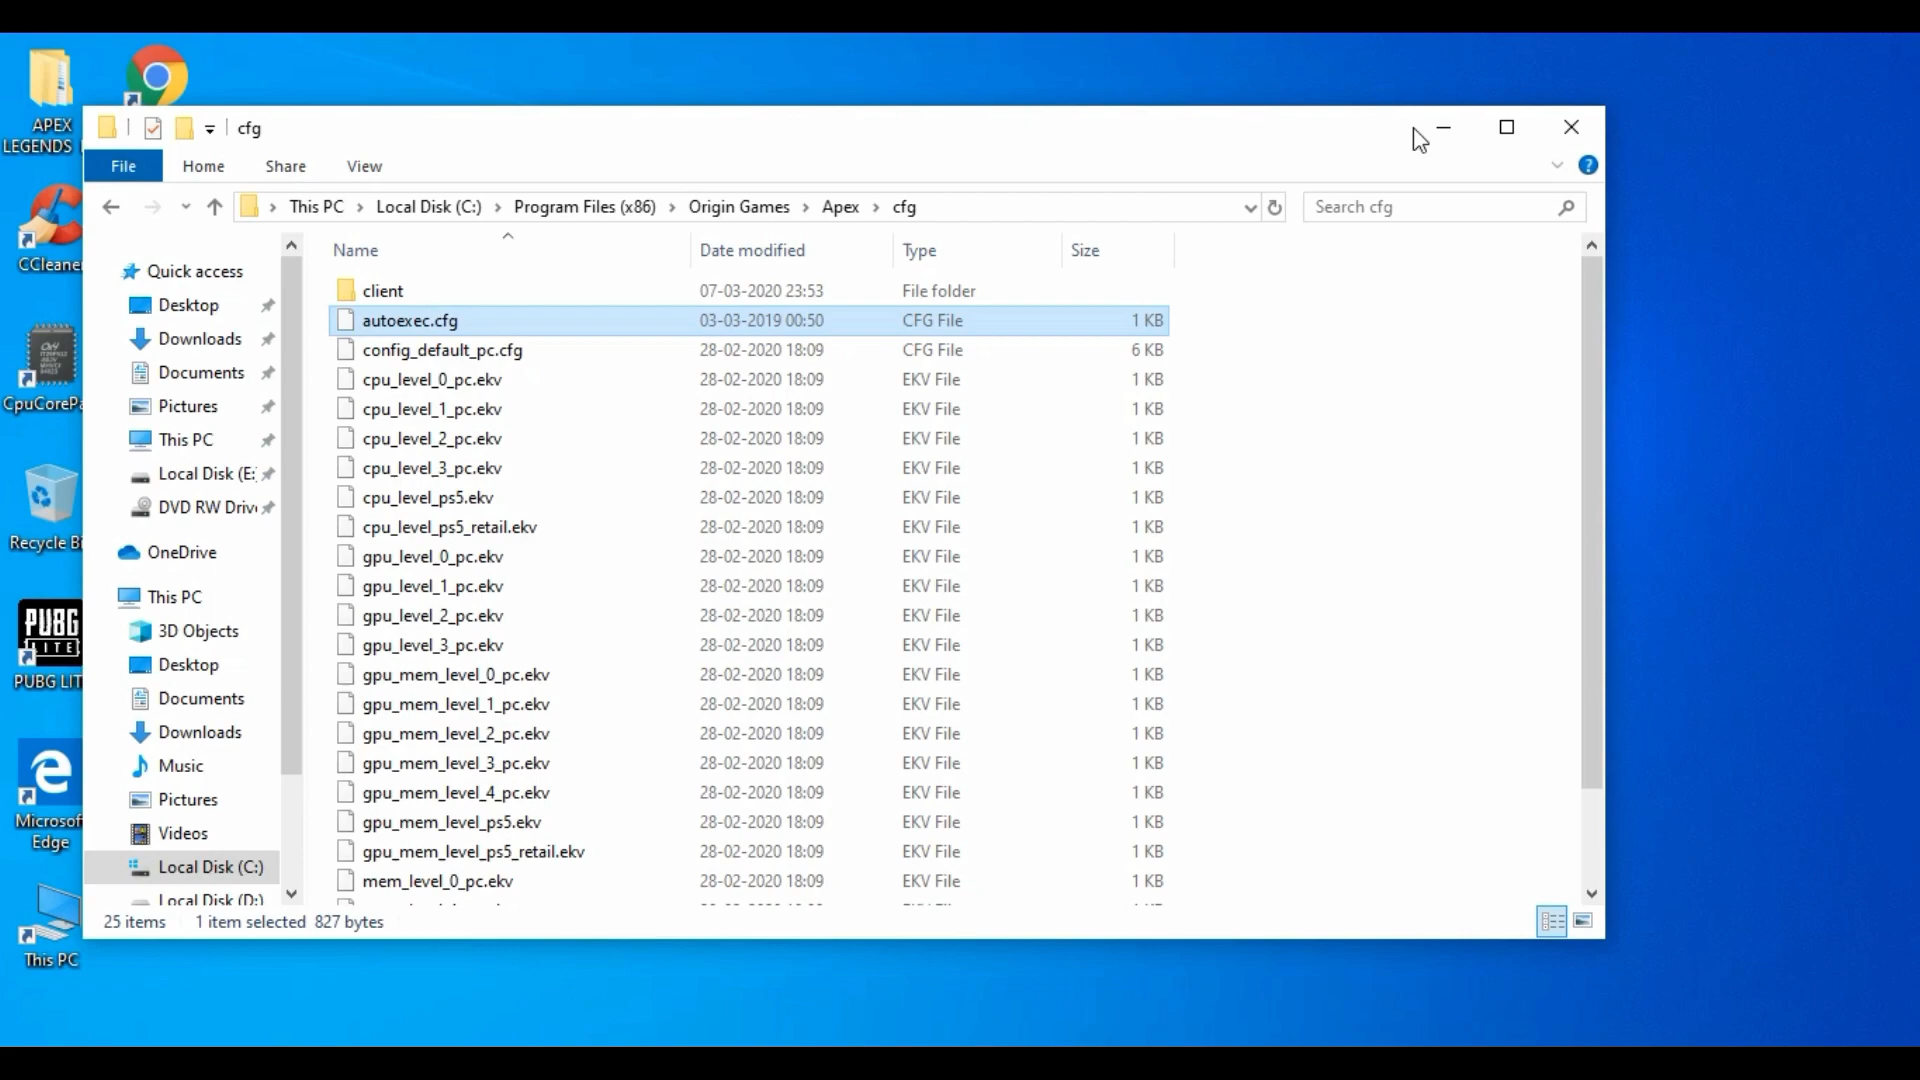 APEX
LEGENDS
CCleaner
CpuCorePa
Recycle Bi
PUBG
LITE
PUBG LIT
Microsof
Edge
This PC
cfg
File Home Share View
This PC Local Disk (C:) Program Files (x86) Origin Games Apex cfg
Search cfg
Quick access
Desktop
Downloads
Documents
Pictures
This PC
Local Disk (E:
DVD RW Driv
OneDrive
This PC
3D Objects
Desktop
Documents
Downloads
Music
Pictures
Videos
Local Disk (C:)
Local Disk (D:)
Name Date modified Type Size
client 07-03-2020 23:53 File folder
autoexec.cfg 03-03-2019 00:50 CFG File 1 KB
config_default_pc.cfg 28-02-2020 18:09 CFG File 6 KB
cpu_level_0_pc.ekv 28-02-2020 18:09 EKV File 1 KB
cpu_level_1_pc.ekv 28-02-2020 18:09 EKV File 1 KB
cpu_level_2_pc.ekv 28-02-2020 18:09 EKV File 1 KB
cpu_level_3_pc.ekv 28-02-2020 18:09 EKV File 1 KB
cpu_level_ps5.ekv 28-02-2020 18:09 EKV File 1 KB
cpu_level_ps5_retail.ekv 28-02-2020 18:09 EKV File 1 KB
gpu_level_0_pc.ekv 28-02-2020 18:09 EKV File 1 KB
gpu_level_1_pc.ekv 28-02-2020 18:09 EKV File 1 KB
gpu_level_2_pc.ekv 28-02-2020 18:09 EKV File 1 KB
gpu_level_3_pc.ekv 28-02-2020 18:09 EKV File 1 KB
gpu_mem_level_0_pc.ekv 28-02-2020 18:09 EKV File 1 KB
gpu_mem_level_1_pc.ekv 28-02-2020 18:09 EKV File 1 KB
gpu_mem_level_2_pc.ekv 28-02-2020 18:09 EKV File 1 KB
gpu_mem_level_3_pc.ekv 28-02-2020 18:09 EKV File 1 KB
gpu_mem_level_4_pc.ekv 28-02-2020 18:09 EKV File 1 KB
gpu_mem_level_ps5.ekv 28-02-2020 18:09 EKV File 1 KB
gpu_mem_level_ps5_retail.ekv 28-02-2020 18:09 EKV File 1 KB
mem_level_0_pc.ekv 28-02-2020 18:09 EKV File 1 KB
25 items 1 item selected 827 bytes